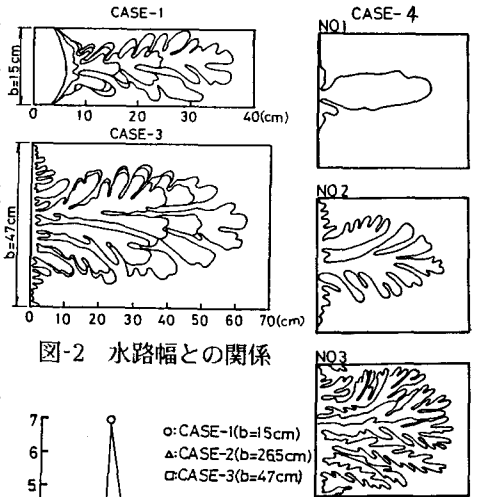 CASE-1
b=15cm
0 10 20 30 40(cm)
CASE-3
b=47cm
0 10 20 30 40 50 60 70(cm)
図-2 水路幅との関係
7
6
5
○:CASE-1(b=15cm)
△:CASE-2(b=26.5cm)
□:CASE-3(b=47cm)
CASE-4
NO1
NO2
NO3